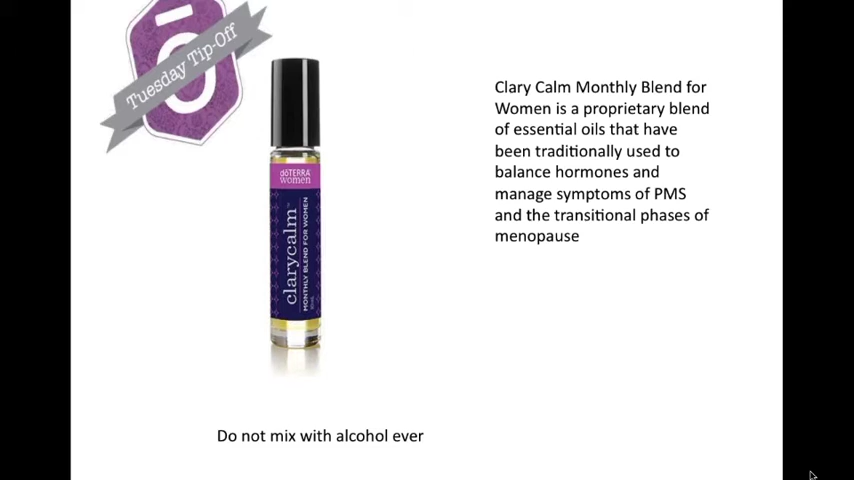 Tuesday Tip-Off
Clary Calm Monthly Blend for
Women is a proprietary blend
of essential oils that have
been traditionally used to
balance hormones and
manage symptoms of PMS
and the transitional phases of
menopause
dōTERRA
women
clarycalm™
MONTHLY BLEND FOR WOMEN
Do not mix with alcohol ever